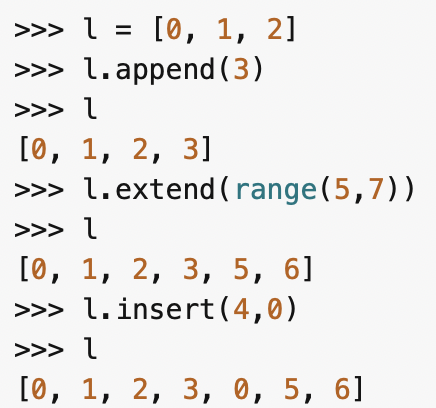 >>> l = [0, 1, 2]
>>> l.append(3)
>>> l
[0, 1, 2, 3]
>>> l.extend(range(5,7))
>>> l
[0, 1, 2, 3, 5, 6]
>>> l.insert(4,0)
>>> l
[0, 1, 2, 3, 0, 5, 6]